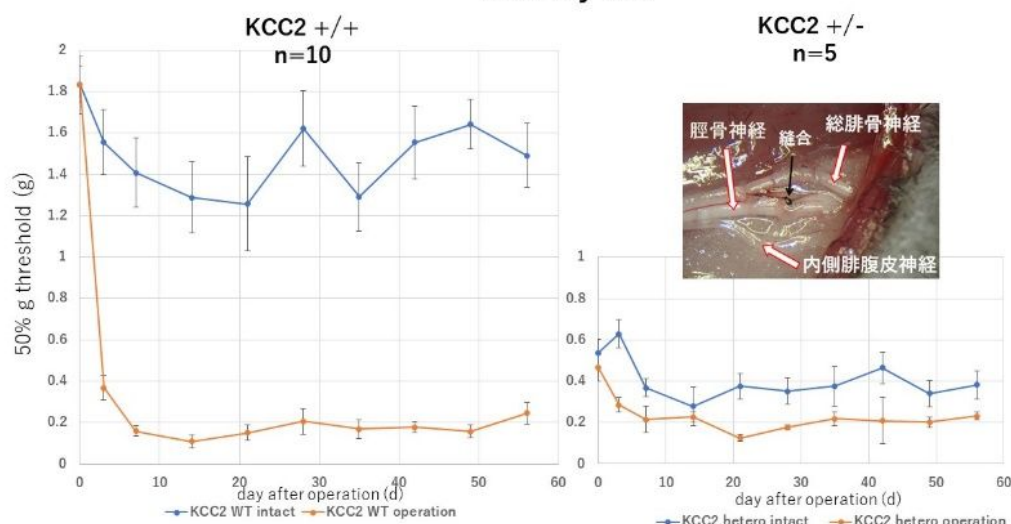 KCC2 +/+
n=10
KCC2 +/-
n=5
50% g threshold (g)
2
1.8
1.6
1.4
1.2
1
0.8
0.6
0.4
0.2
0
0 10 20 30 40 50 60
day after operation (d)
KCC2 WT intact KCC2 WT operation
脛骨神経
縫合
総腓骨神経
内側腓腹皮神経
1
0.8
0.6
0.4
0.2
0
0 10 20 30 40 50 60
day after operation (d)
KCC2 hetero intact KCC2 hetero operation